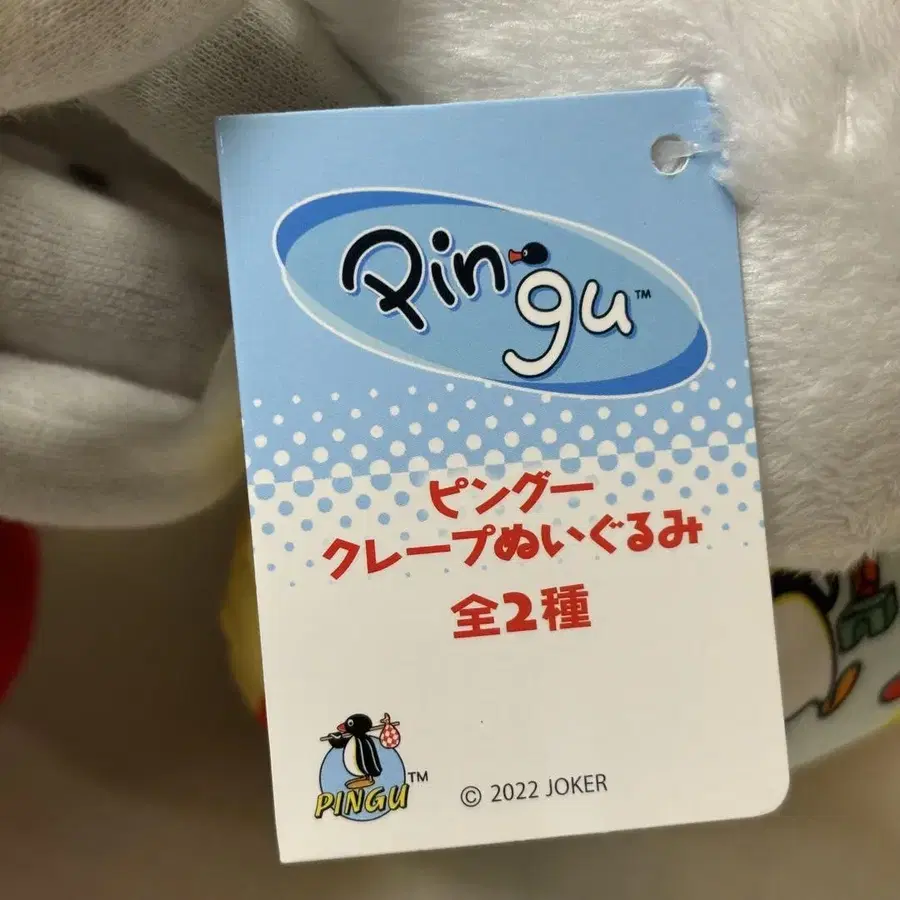 Pingu™
ピングー
クレープぬいぐるみ
全2種
PINGU™
© 2022 JOKER